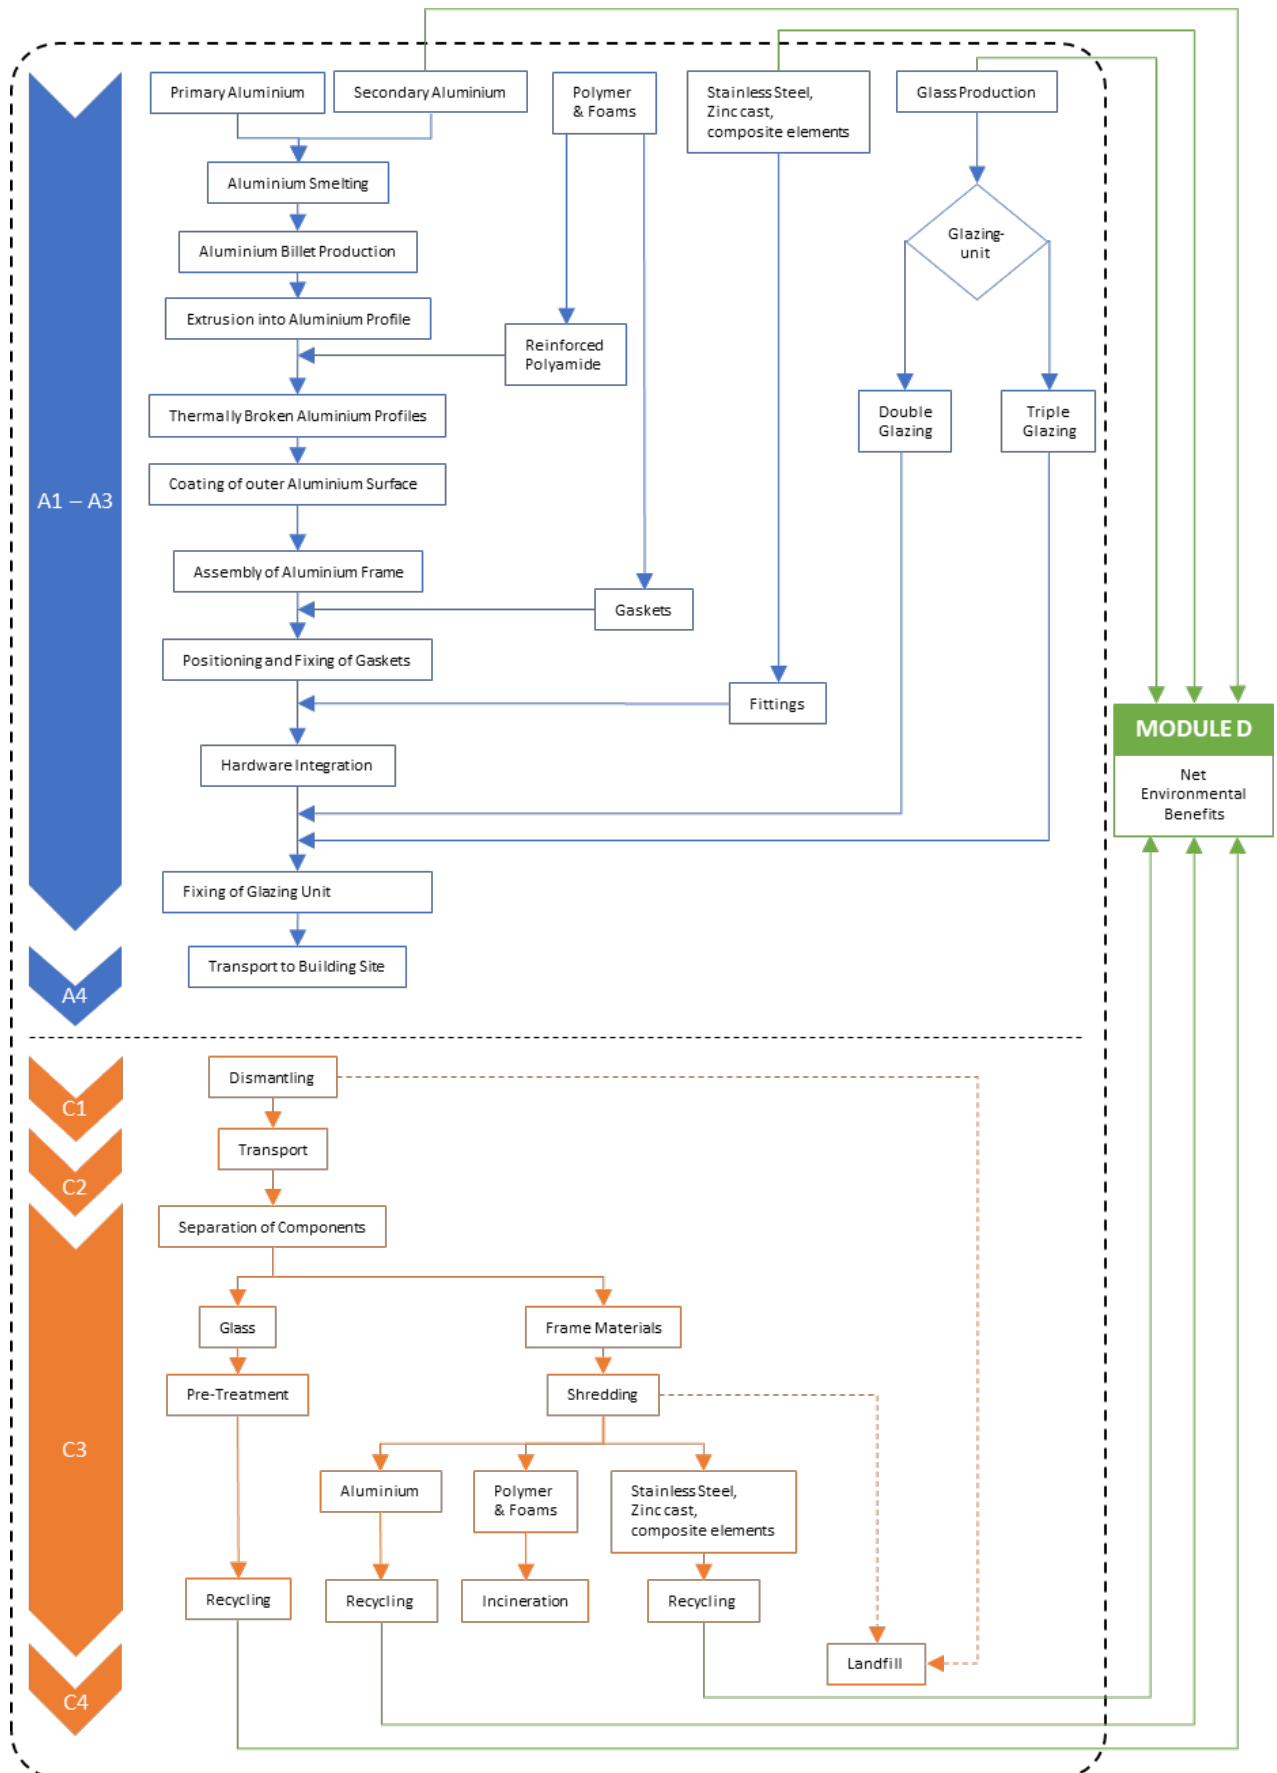 Primary Aluminium
Secondary Aluminium
Polymer
& Foams
Stainless Steel,
Zinc cast,
composite elements
Glass Production
Aluminium Smelting
Aluminium Billet Production
Glazing-
unit
Extrusion into Aluminium Profile
Reinforced
Polyamide
Thermally Broken Aluminium Profiles
Double
Glazing
Triple
Glazing
Coating of outer Aluminium Surface
A1 – A3
Assembly of Aluminium Frame
Gaskets
Positioning and Fixing of Gaskets
Fittings
MODULE D
Net
Environmental
Benefits
Hardware Integration
Fixing of Glazing Unit
Transport to Building Site
A4
Dismantling
C1
Transport
C2
Separation of Components
Glass
Frame Materials
Pre-Treatment
Shredding
C3
Aluminium
Polymer
& Foams
Stainless Steel,
Zinc cast,
composite elements
Recycling
Recycling
Incineration
Recycling
Landfill
C4